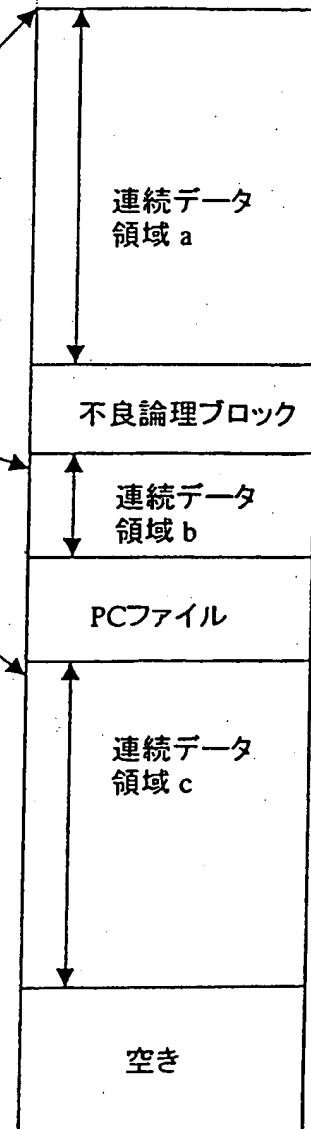 連続データ
領域 a
不良論理ブロック
連続データ
領域 b
PCファイル
連続データ
領域 c
空き